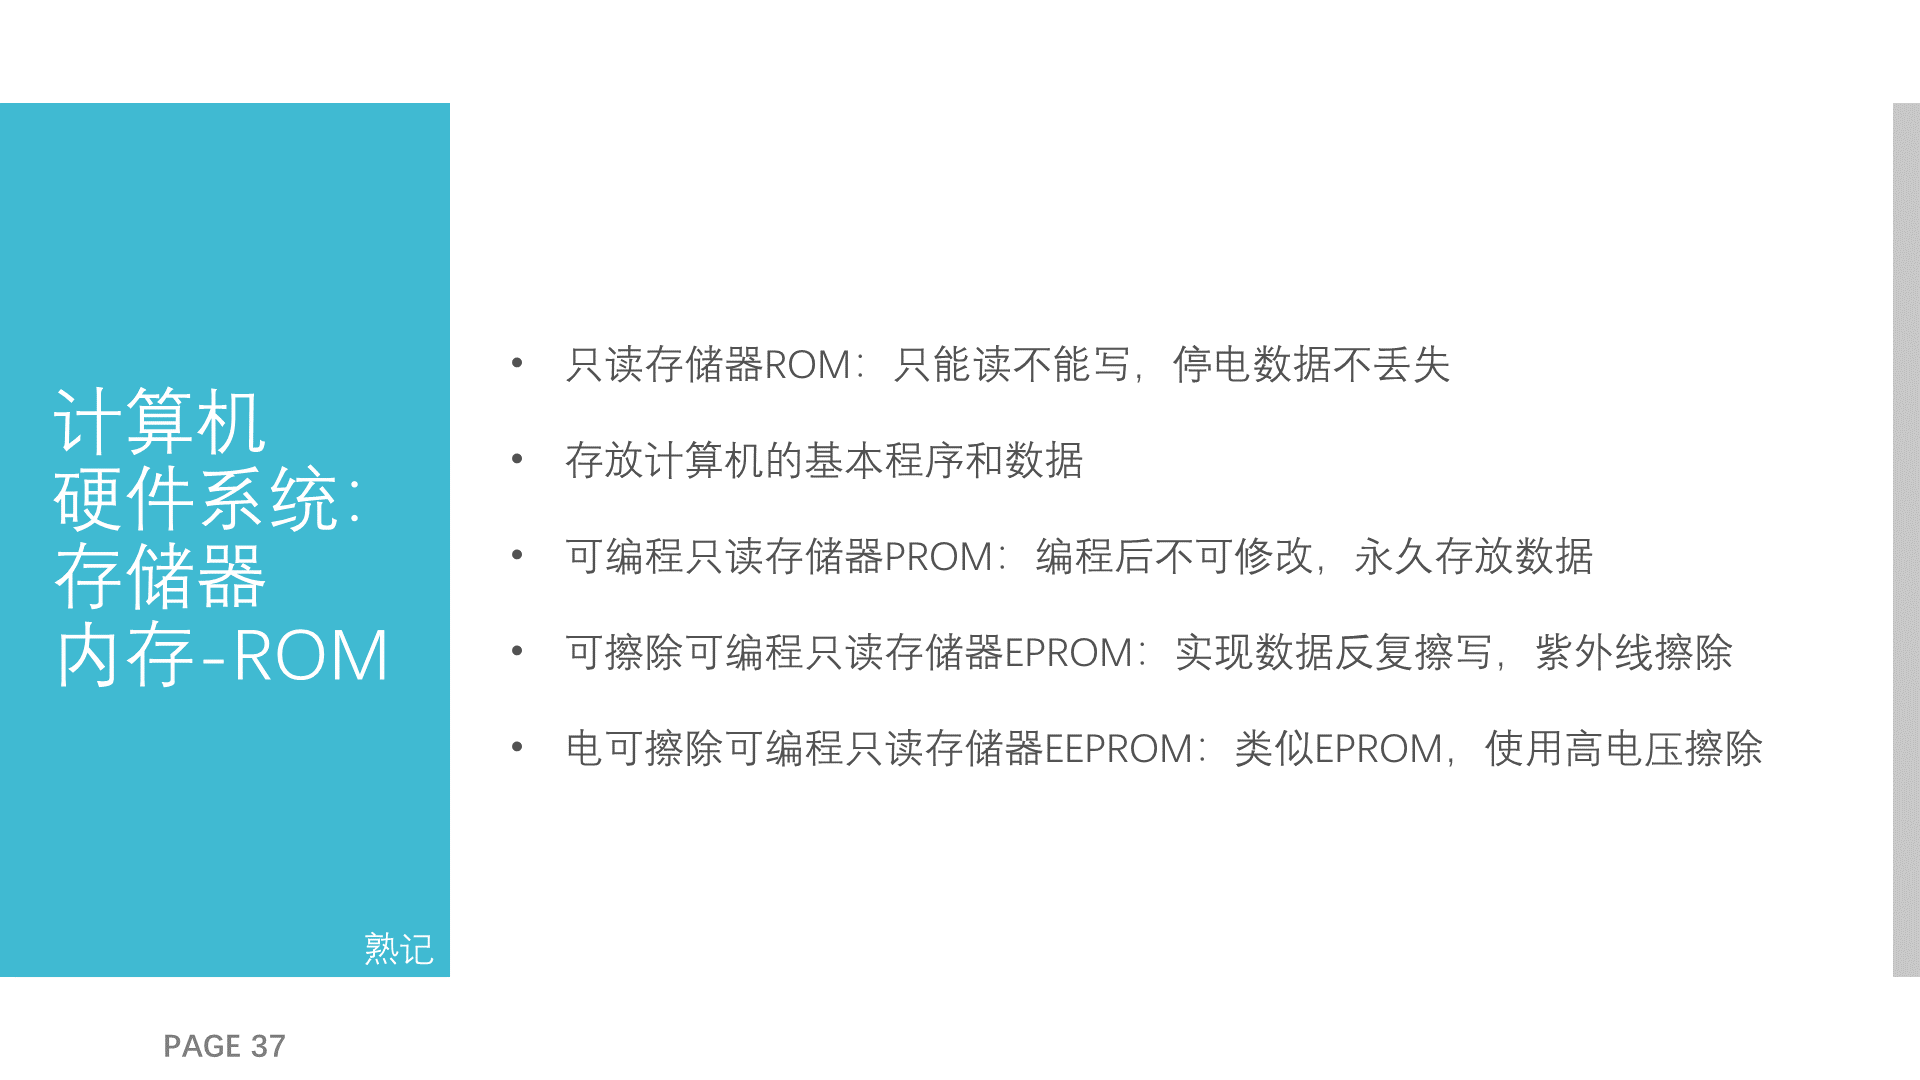 计算机
硬件系统：
存储器
内存-ROM
熟记
• 只读存储器ROM：只能读不能写，停电数据不丢失
• 存放计算机的基本程序和数据
• 可编程只读存储器PROM：编程后不可修改，永久存放数据
• 可擦除可编程只读存储器EPROM：实现数据反复擦写，紫外线擦除
• 电可擦除可编程只读存储器EEPROM：类似EPROM，使用高电压擦除
PAGE 37